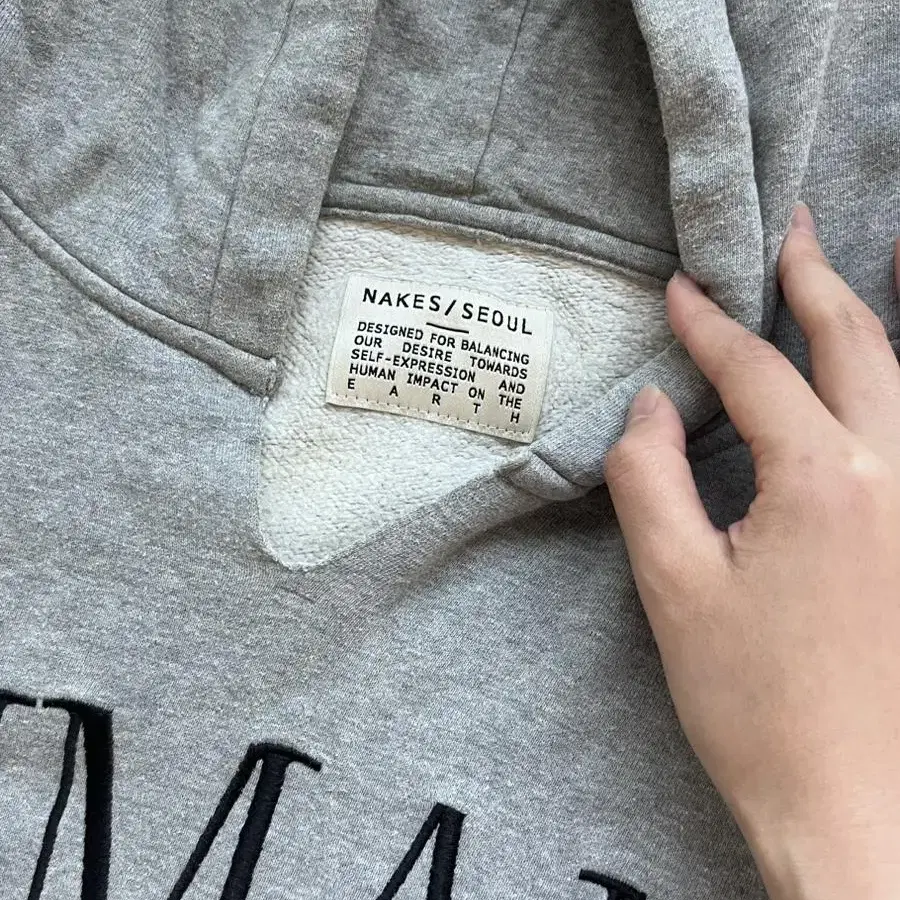 NAKES/SEOUL
DESIGNED FOR BALANCING
OUR DESIRE TOWARDS
SELF-EXPRESSION AND
HUMAN IMPACT ON THE
E A R T H